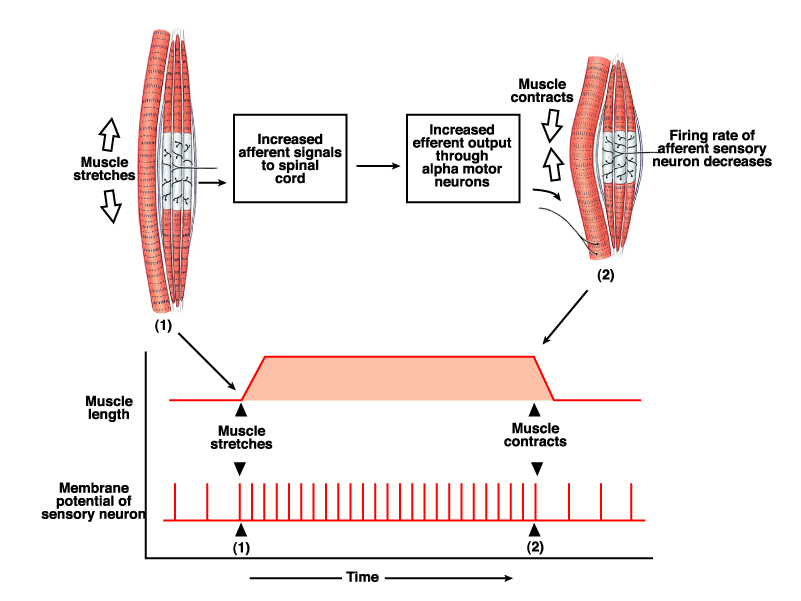 Muscle
stretches
Increased
afferent signals
to spinal
cord
Increased
efferent output
through
alpha motor
neurons
Muscle
contracts
Firing rate of
afferent sensory
neuron decreases
(1)
(2)
Muscle
length
Muscle
stretches
Muscle
contracts
Membrane
potential of
sensory neuron
(1)
(2)
Time